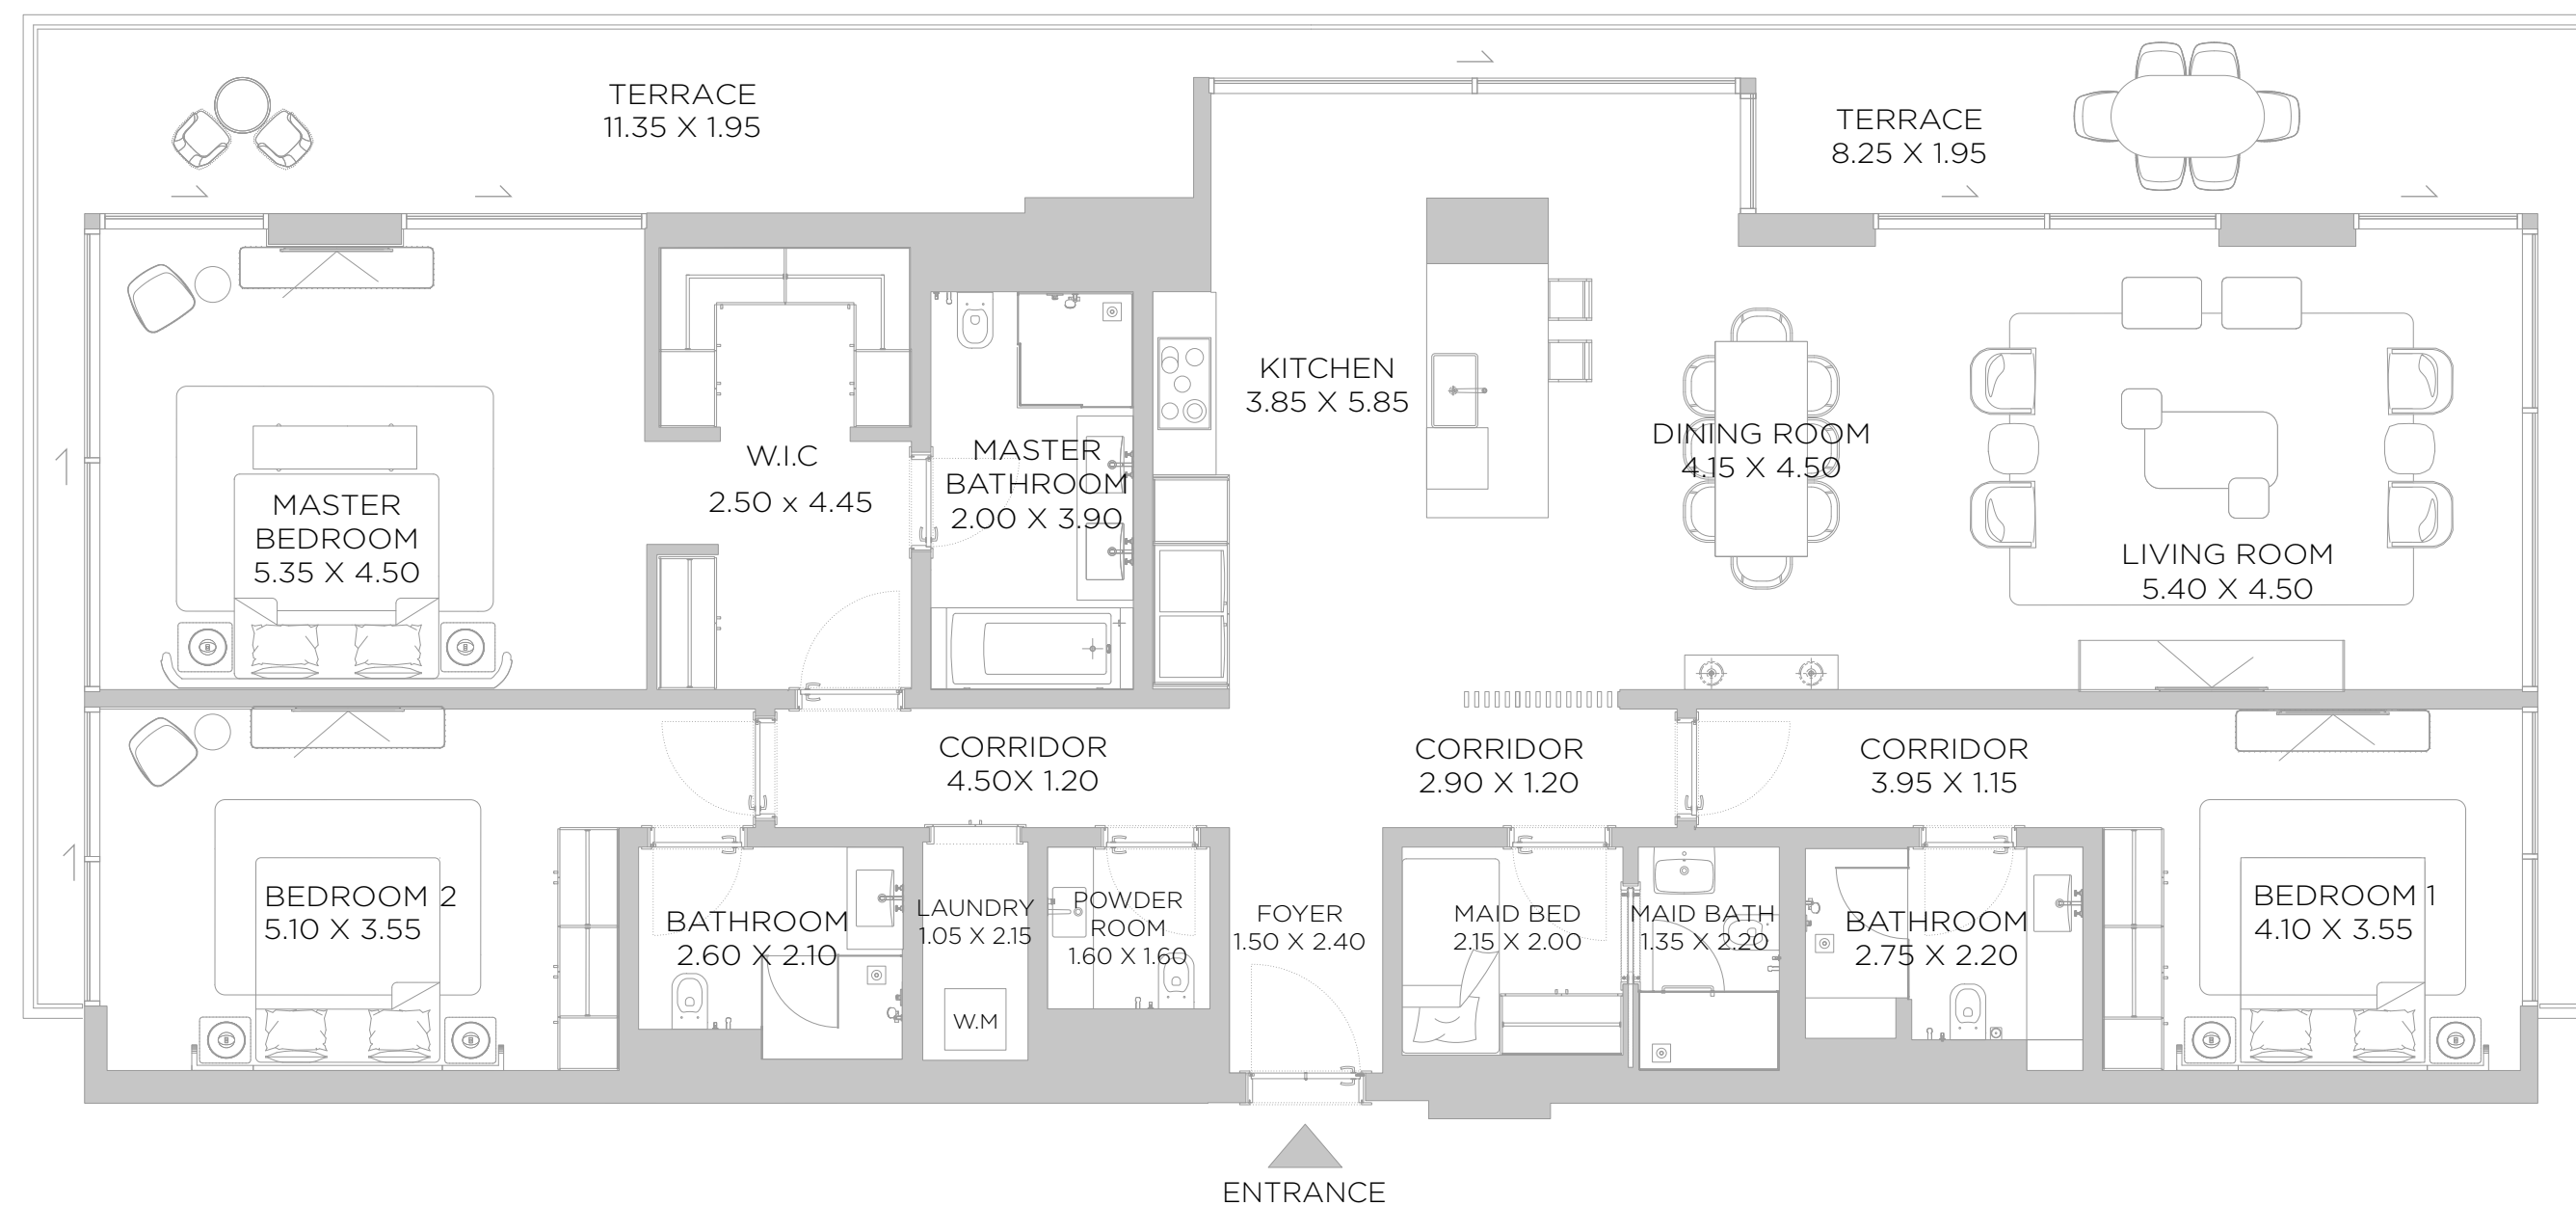 TERRACE
11.35 X 1.95
TERRACE
8.25 X 1.95
KITCHEN
3.85 X 5.85
DINING ROOM
4.15 X 4.50
LIVING ROOM
5.40 X 4.50
W.I.C
2.50 x 4.45
MASTER
BATHROOM
2.00 X 3.90
MASTER
BEDROOM
5.35 X 4.50
CORRIDOR
4.50X 1.20
CORRIDOR
2.90 X 1.20
CORRIDOR
3.95 X 1.15
BEDROOM 2
5.10 X 3.55
BATHROOM
2.60 X 2.10
LAUNDRY
1.05 X 2.15
W.M
POWDER
ROOM
1.60 X 1.60
FOYER
1.50 X 2.40
MAID BED
2.15 X 2.00
MAID BATH
1.35 X 2.20
BATHROOM
2.75 X 2.20
BEDROOM 1
4.10 X 3.55
ENTRANCE